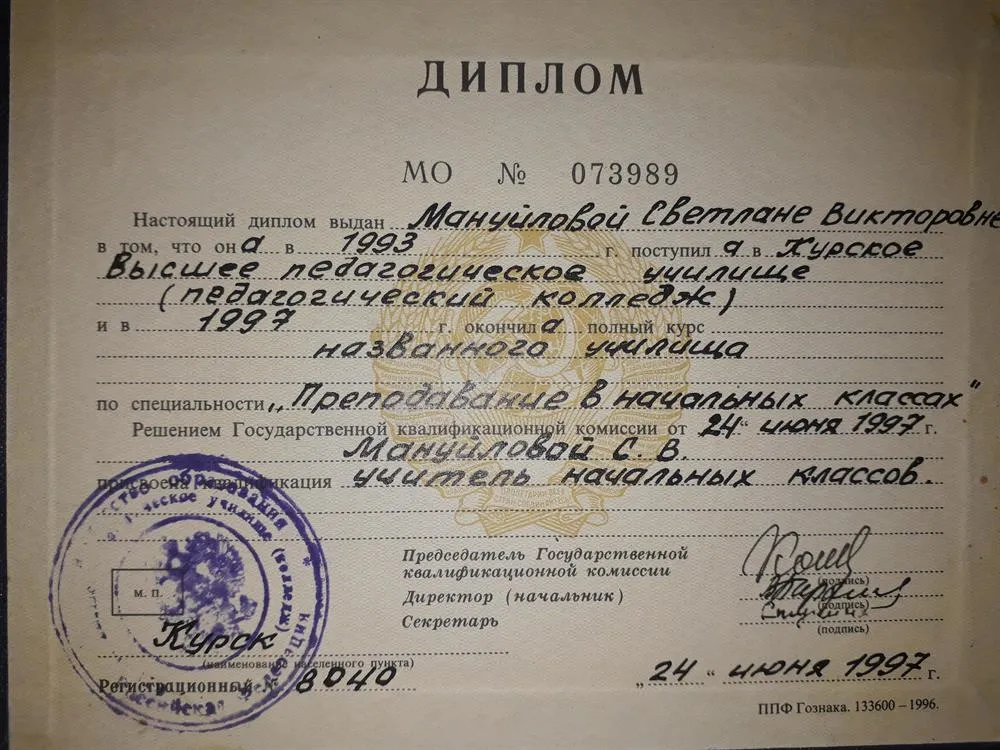 ДИПЛОМ
МО № 073989
Настоящий диплом выдан Мануйловой Светлане Викторовне
в том, что она в 1993 г. поступила в Курское
Высшее педагогическое училище
(педагогический колледж)
и в 1997 г. окончила полный курс
названного училища
по специальности „Преподавание в начальных классах"
Решением Государственной квалификационной комиссии от 24 " июня 1997 г.
Мануйловой С. В.
присвоена квалификация учитель начальных классов.
Председатель Государственной
квалификационной комиссии
(подпись)
Директор (начальник)
(подпись)
Секретарь
(подпись)
М. П.
Курск
(наименование населенного пункта)
Регистрационный № 8040
„ 24 " июня 1997 г.
ППФ Гознака. 133600 – 1996.
образования
училище (колледж)